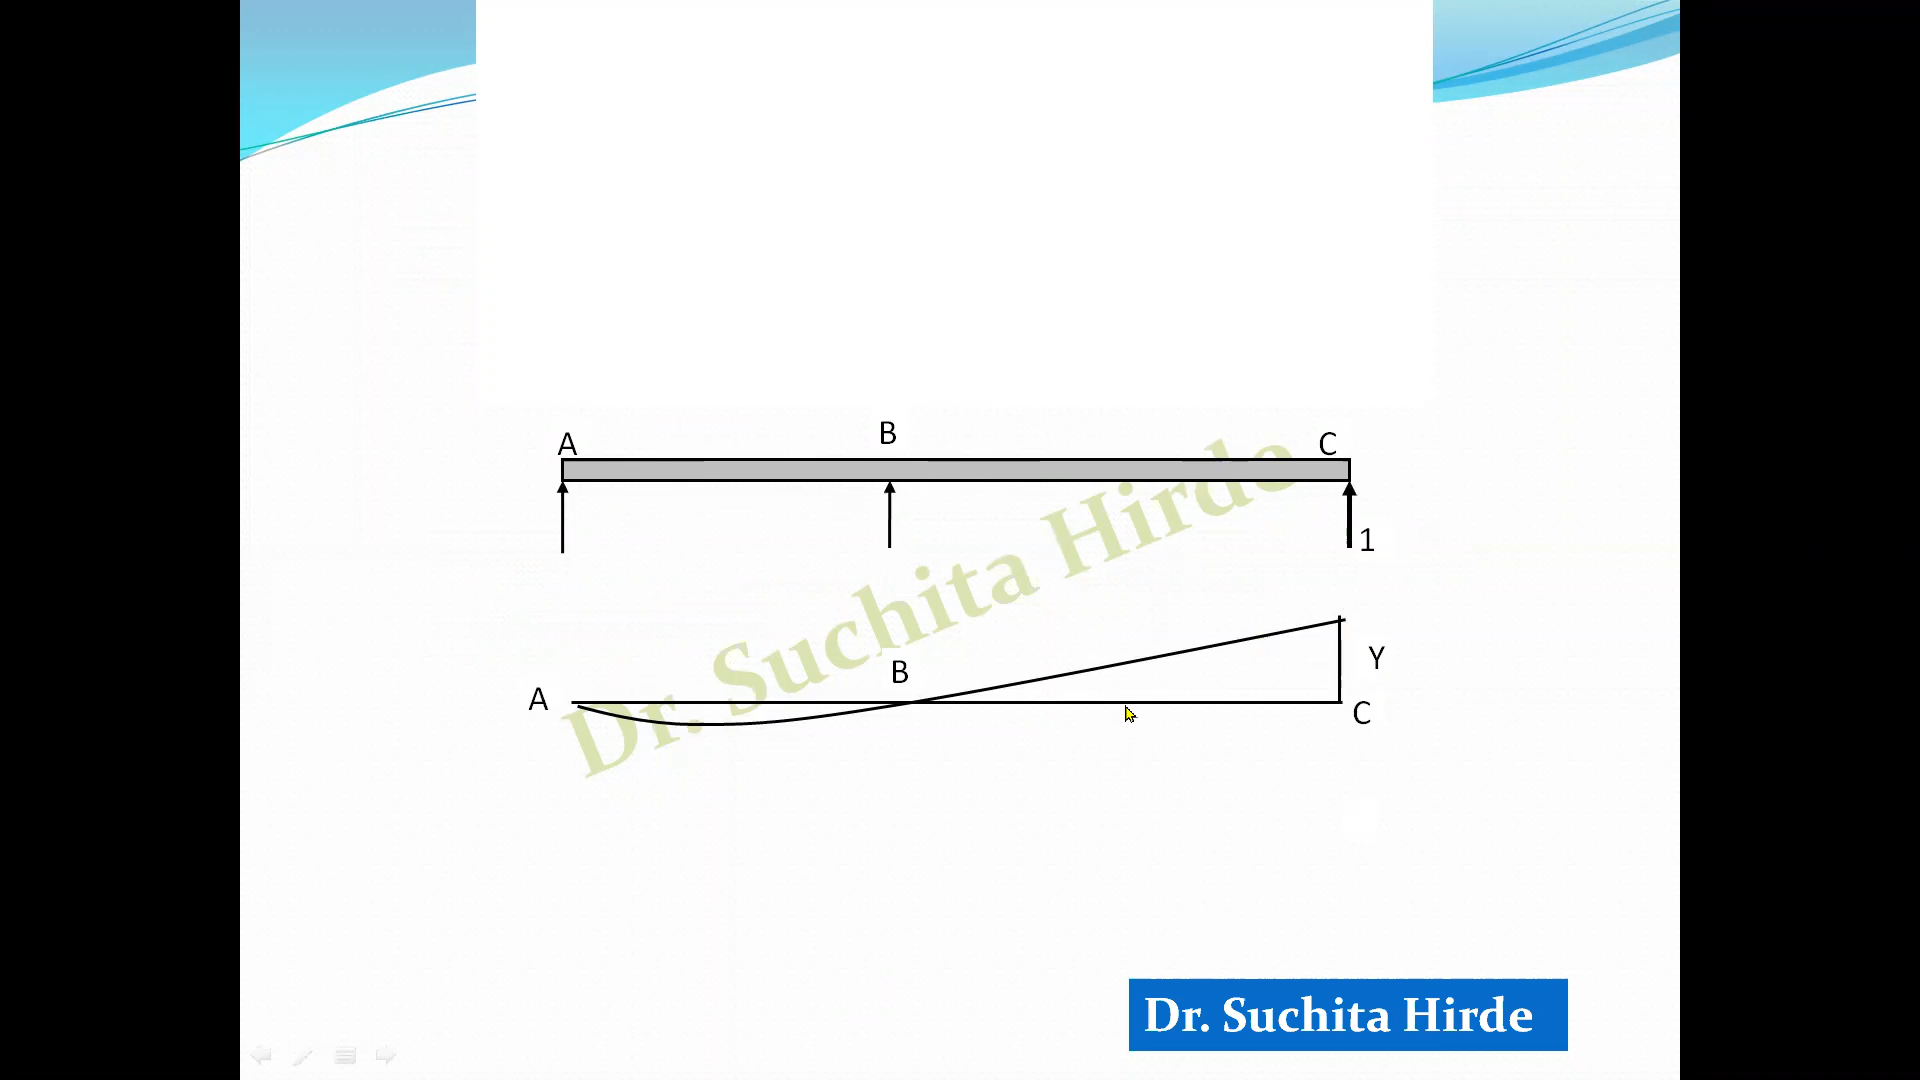 A B C
1
Dr. Suchita Hirde
B Y
A C
Dr. Suchita Hirde